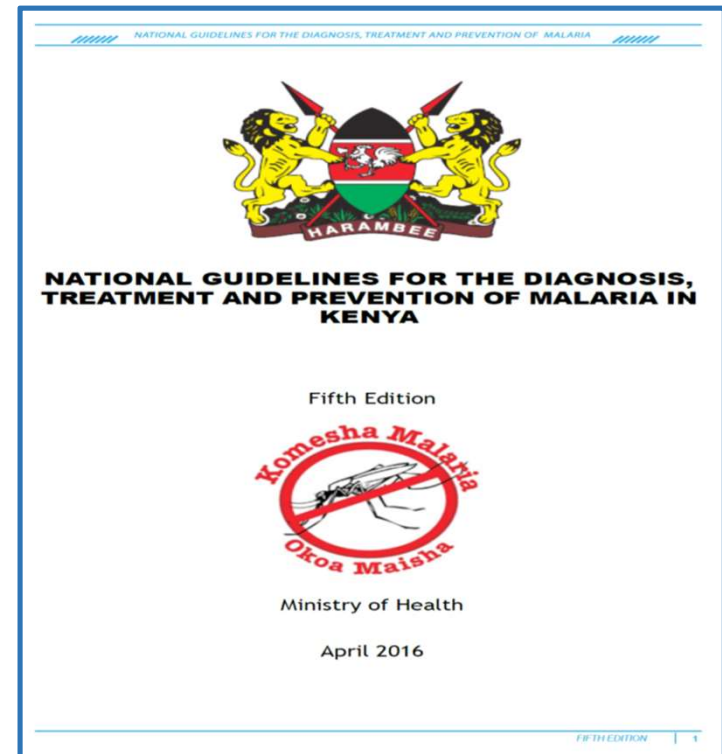 NATIONAL GUIDELINES FOR THE DIAGNOSIS, TREATMENT AND PREVENTION OF MALARIA
HARAMBEE
NATIONAL GUIDELINES FOR THE DIAGNOSIS,
TREATMENT AND PREVENTION OF MALARIA IN
KENYA
Fifth Edition
Komesha Malaria
Okoa Maisha
Ministry of Health
April 2016
FIFTH EDITION | 1